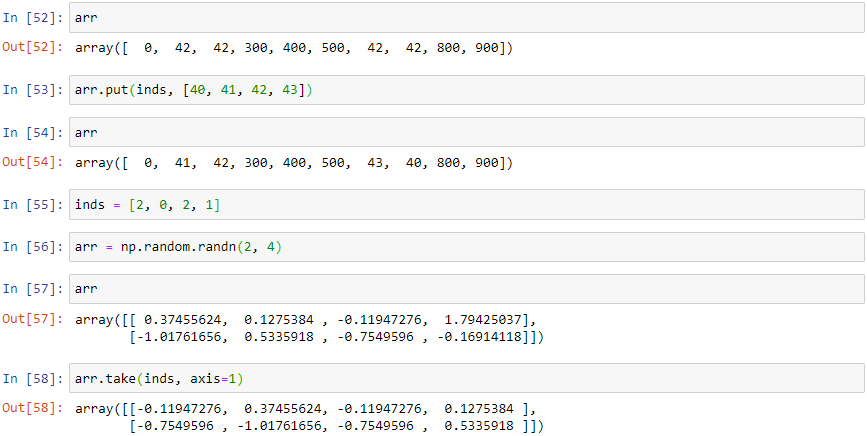 In [52]: arr
Out[52]: array([  0,  42,  42, 300, 400, 500,  42,  42, 800, 900])
In [53]: arr.put(inds, [40, 41, 42, 43])
In [54]: arr
Out[54]: array([  0,  41,  42, 300, 400, 500,  43,  40, 800, 900])
In [55]: inds = [2, 0, 2, 1]
In [56]: arr = np.random.randn(2, 4)
In [57]: arr
Out[57]: array([[ 0.37455624,  0.1275384 , -0.11947276,  1.79425037],
       [-1.01761656,  0.5335918 , -0.7549596 , -0.16914118]])
In [58]: arr.take(inds, axis=1)
Out[58]: array([[-0.11947276,  0.37455624, -0.11947276,  0.1275384 ],
       [-0.7549596 , -1.01761656, -0.7549596 ,  0.5335918 ]])